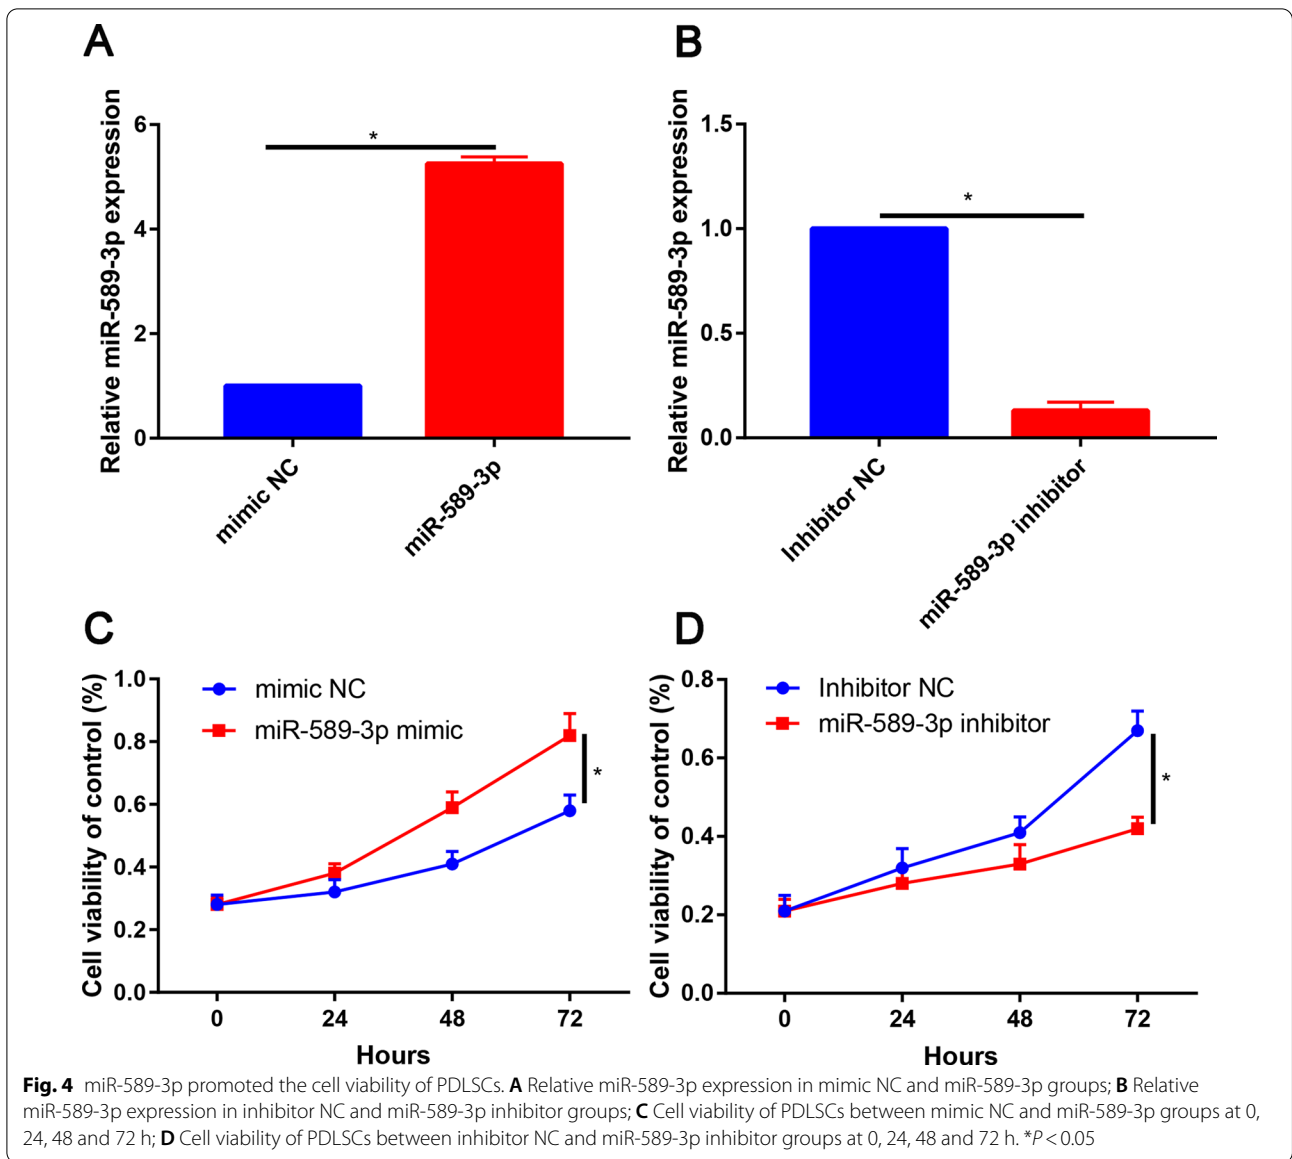 A
Relative miR-589-3p expression
6
4
2
0
*
mimic NC
miR-589-3p
B
Relative miR-589-3p expression
1.5
1.0
0.5
0.0
*
Inhibitor NC
miR-589-3p inhibitor
C
Cell viability of control (%)
1.0
0.8
0.6
0.4
0.2
0.0
mimic NC
miR-589-3p mimic
*
0 24 48 72
Hours
D
Cell viability of control (%)
0.8
0.6
0.4
0.2
0.0
Inhibitor NC
miR-589-3p inhibitor
*
0 24 48 72
Hours
Fig. 4 miR-589-3p promoted the cell viability of PDLSCs. A Relative miR-589-3p expression in mimic NC and miR-589-3p groups; B Relative
miR-589-3p expression in inhibitor NC and miR-589-3p inhibitor groups; C Cell viability of PDLSCs between mimic NC and miR-589-3p groups at 0,
24, 48 and 72 h; D Cell viability of PDLSCs between inhibitor NC and miR-589-3p inhibitor groups at 0, 24, 48 and 72 h. *P < 0.05